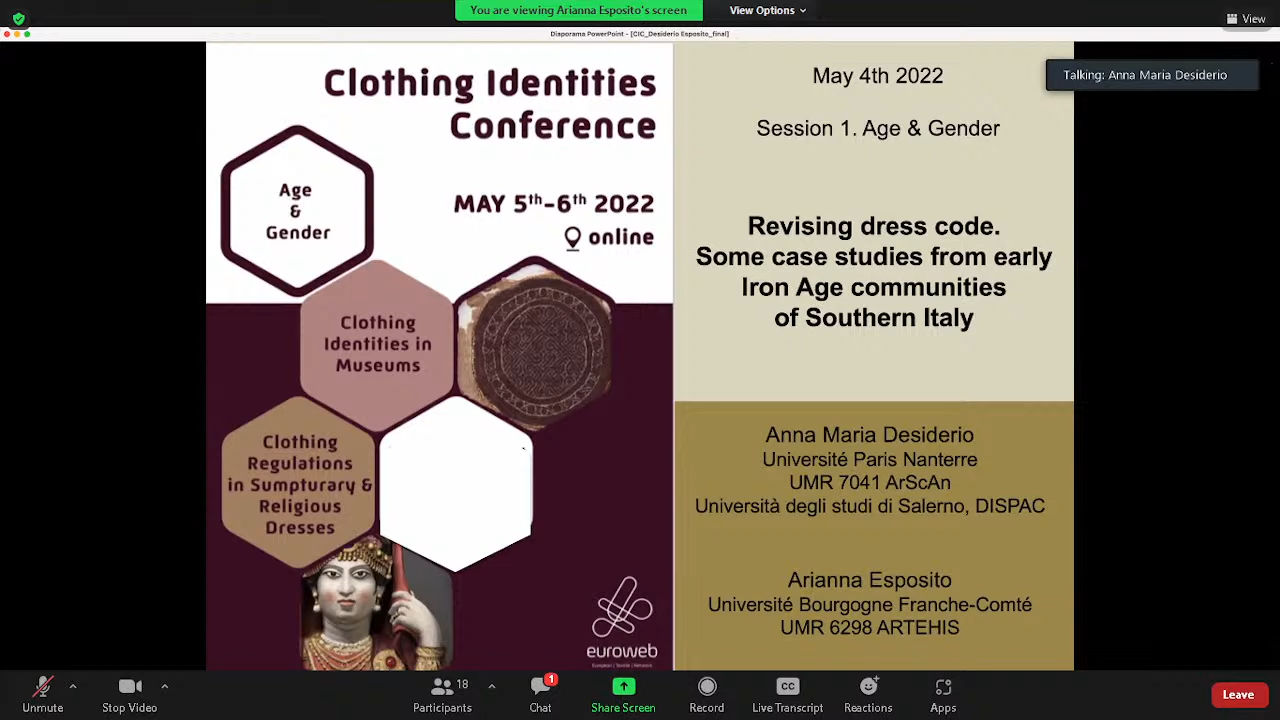 You are viewing Arianna Esposito's screen
View Options
View
Diaporama PowerPoint - [CIC_Desiderio Esposito_final]
Talking: Anna Maria Desiderio
Clothing Identities
Conference
MAY 5th-6th 2022
online
Age
&
Gender
Clothing
Identities in
Museums
Clothing
Regulations
in Sumpturary &
Religious
Dresses
euroweb
European | Textile | Network
May 4th 2022
Session 1. Age & Gender
Revising dress code.
Some case studies from early
Iron Age communities
of Southern Italy
Anna Maria Desiderio
Université Paris Nanterre
UMR 7041 ArScAn
Università degli studi di Salerno, DISPAC
Arianna Esposito
Université Bourgogne Franche-Comté
UMR 6298 ARTEHIS
Unmute
Stop Video
18
Participants
1
Chat
Share Screen
Record
CC
Live Transcript
Reactions
Apps
Leave